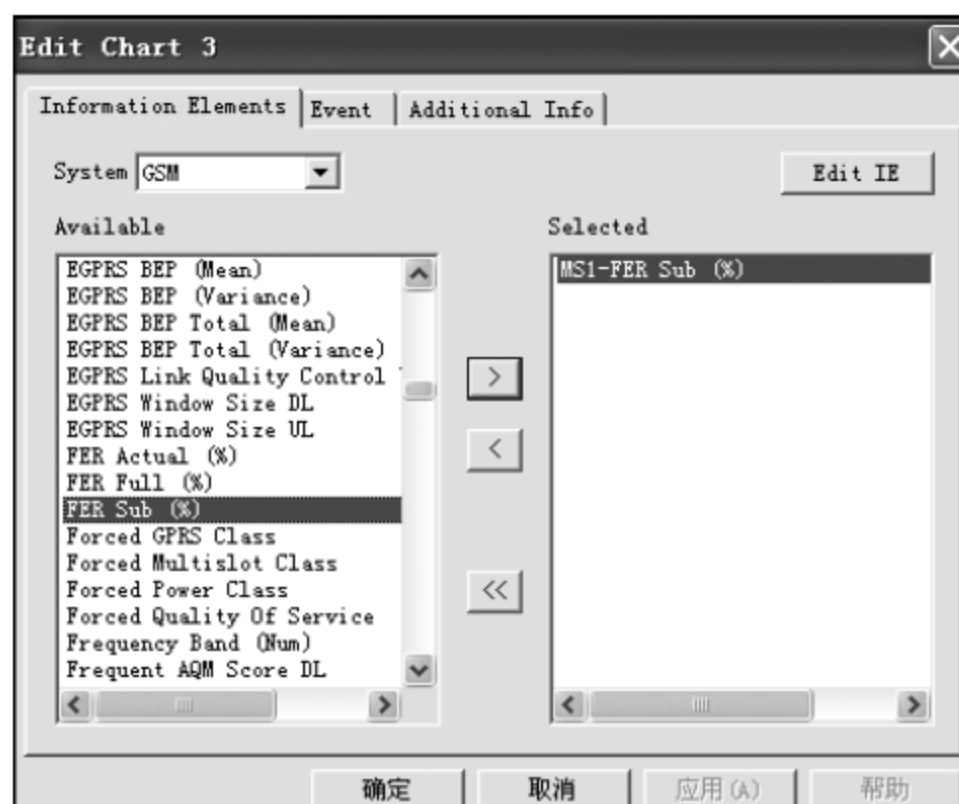 Edit Chart 3
Information Elements Event Additional Info
System GSM Edit IE
Available
EGPRS BEP (Mean)
EGPRS BEP (Variance)
EGPRS BEP Total (Mean)
EGPRS BEP Total (Variance)
EGPRS Link Quality Control
EGPRS Window Size DL
EGPRS Window Size UL
FER Actual (%)
FER Full (%)
FER Sub (%)
Forced GPRS Class
Forced Multislot Class
Forced Power Class
Forced Quality Of Service
Frequency Band (Num)
Frequent AQM Score DL
>
<
<<
Selected
MS1-FER Sub (%)
确定 取消 应用(A) 帮助